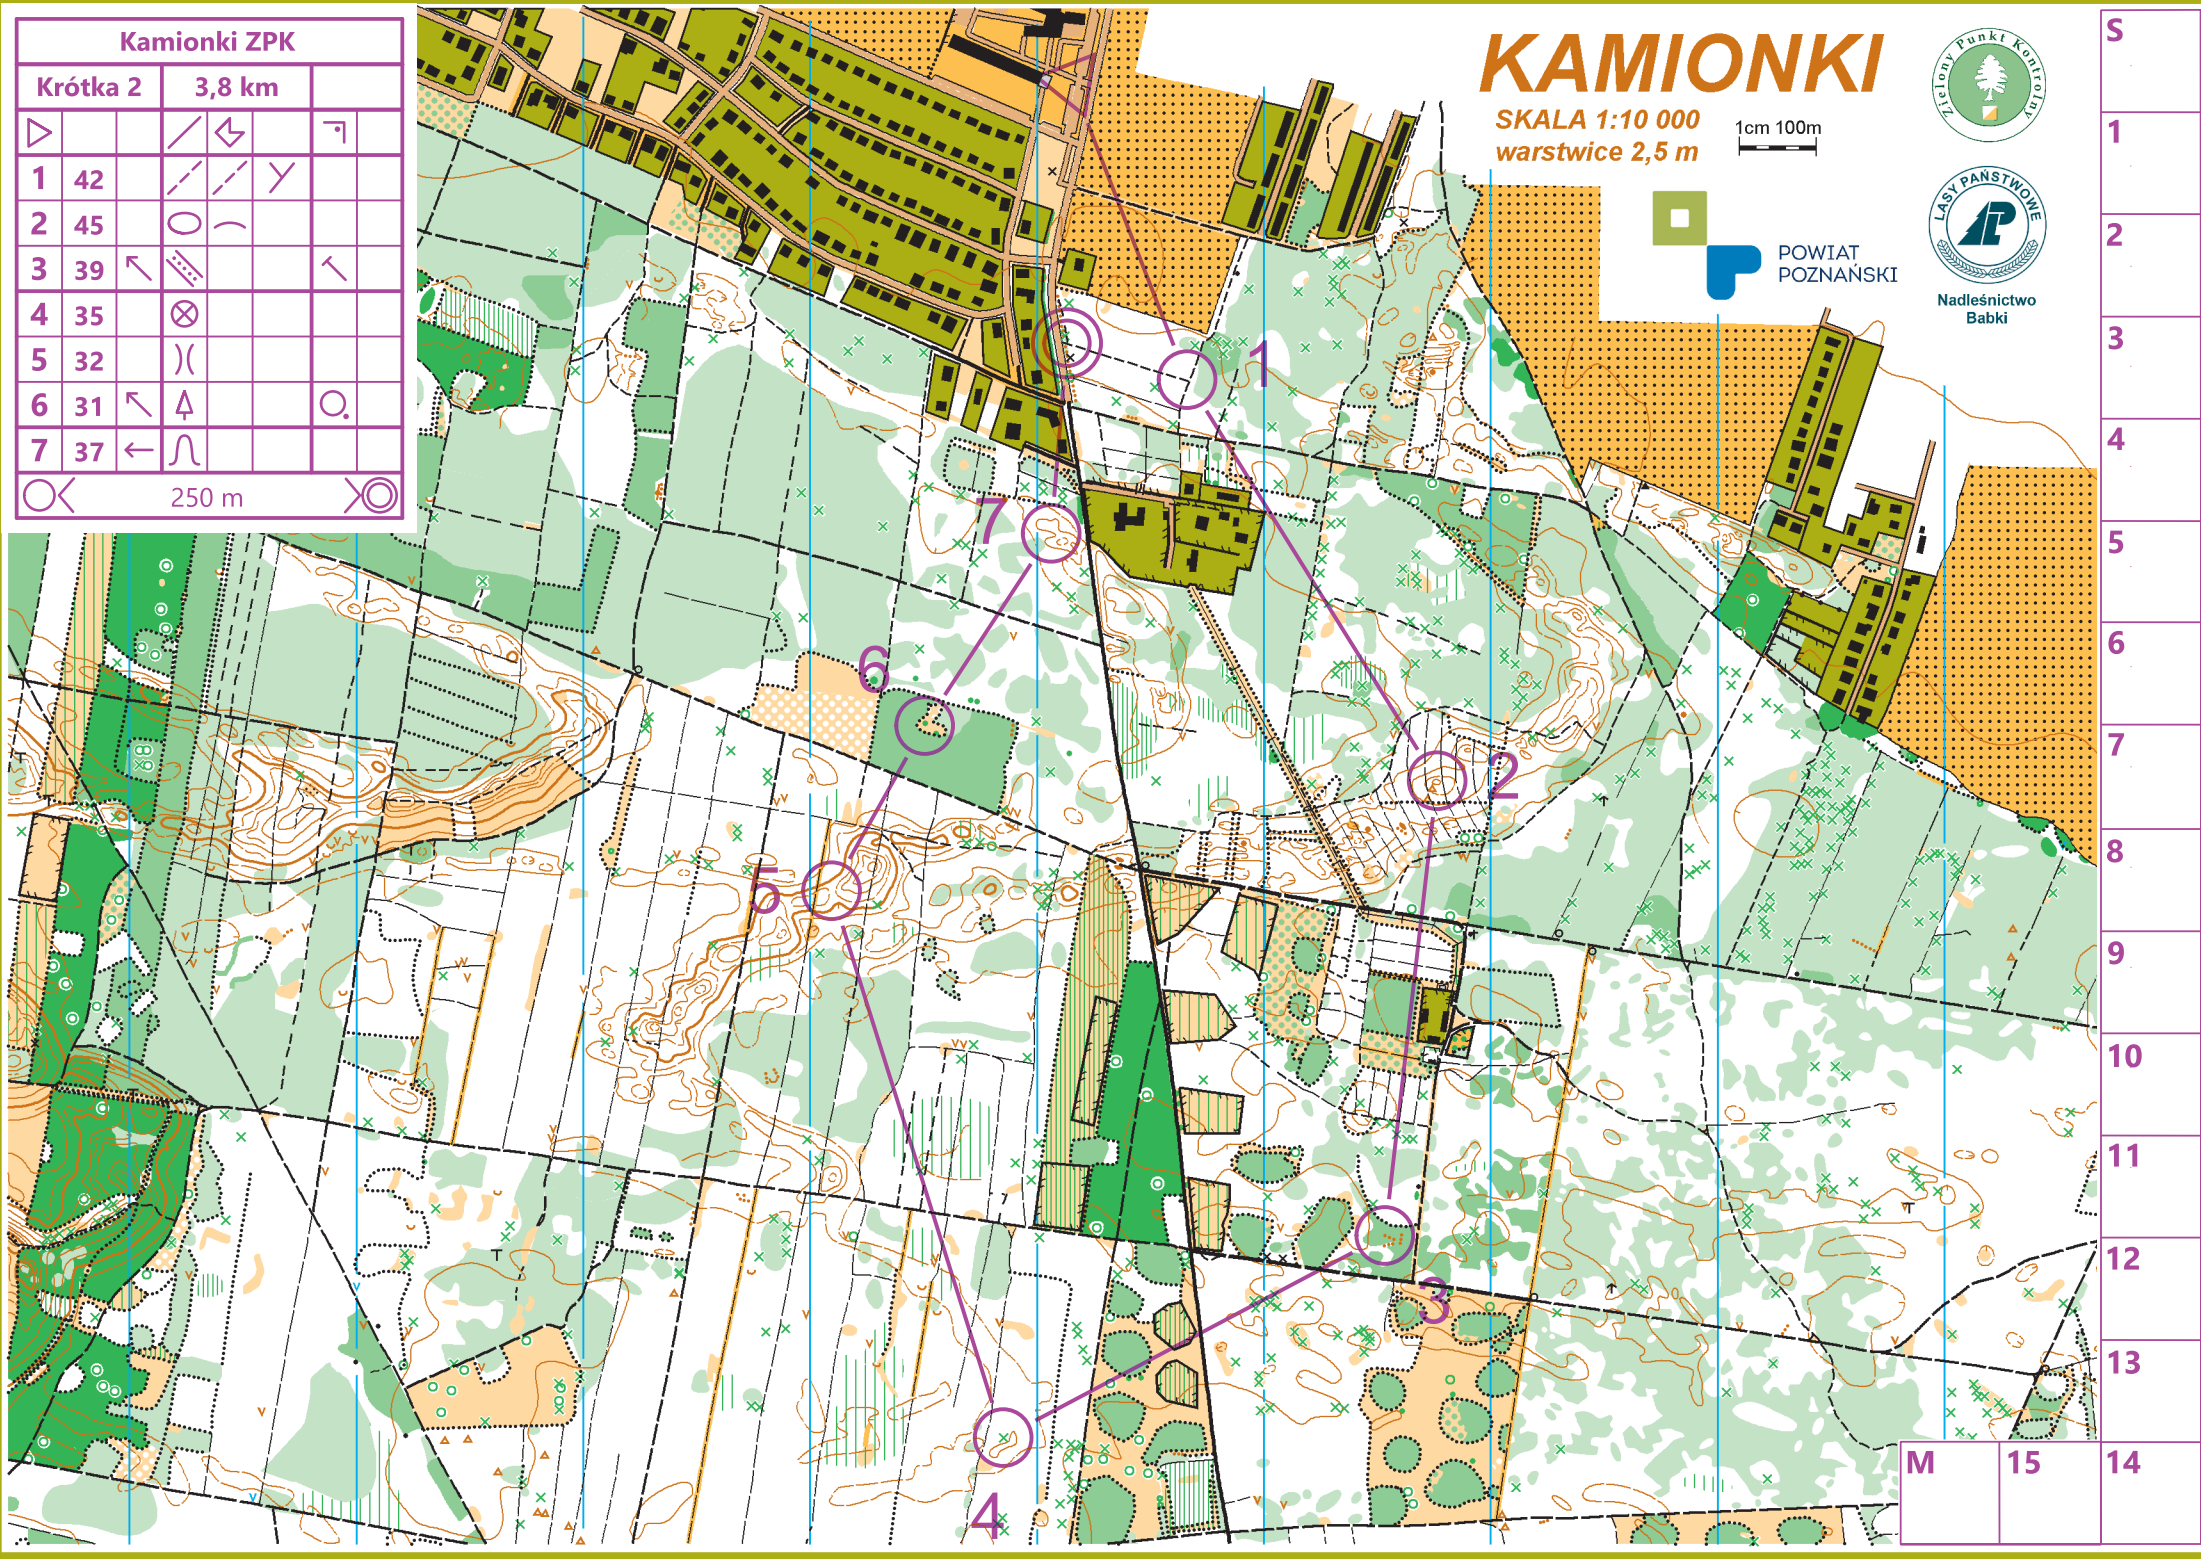 Kamionki ZPK
Krótka 2 3,8 km
1 42
2 45
3 39
4 35
5 32
6 31
7 37
250 m
KAMIONKI
SKALA 1:10 000
warstwice 2,5 m
1cm 100m
Zielony Punkt Kontrolny
LASY PAŃSTWOWE
LP
Nadleśnictwo
Babki
POWIAT
POZNAŃSKI
1
2
3
4
5
6
7
S
1
2
3
4
5
6
7
8
9
10
11
12
13
M 15 14